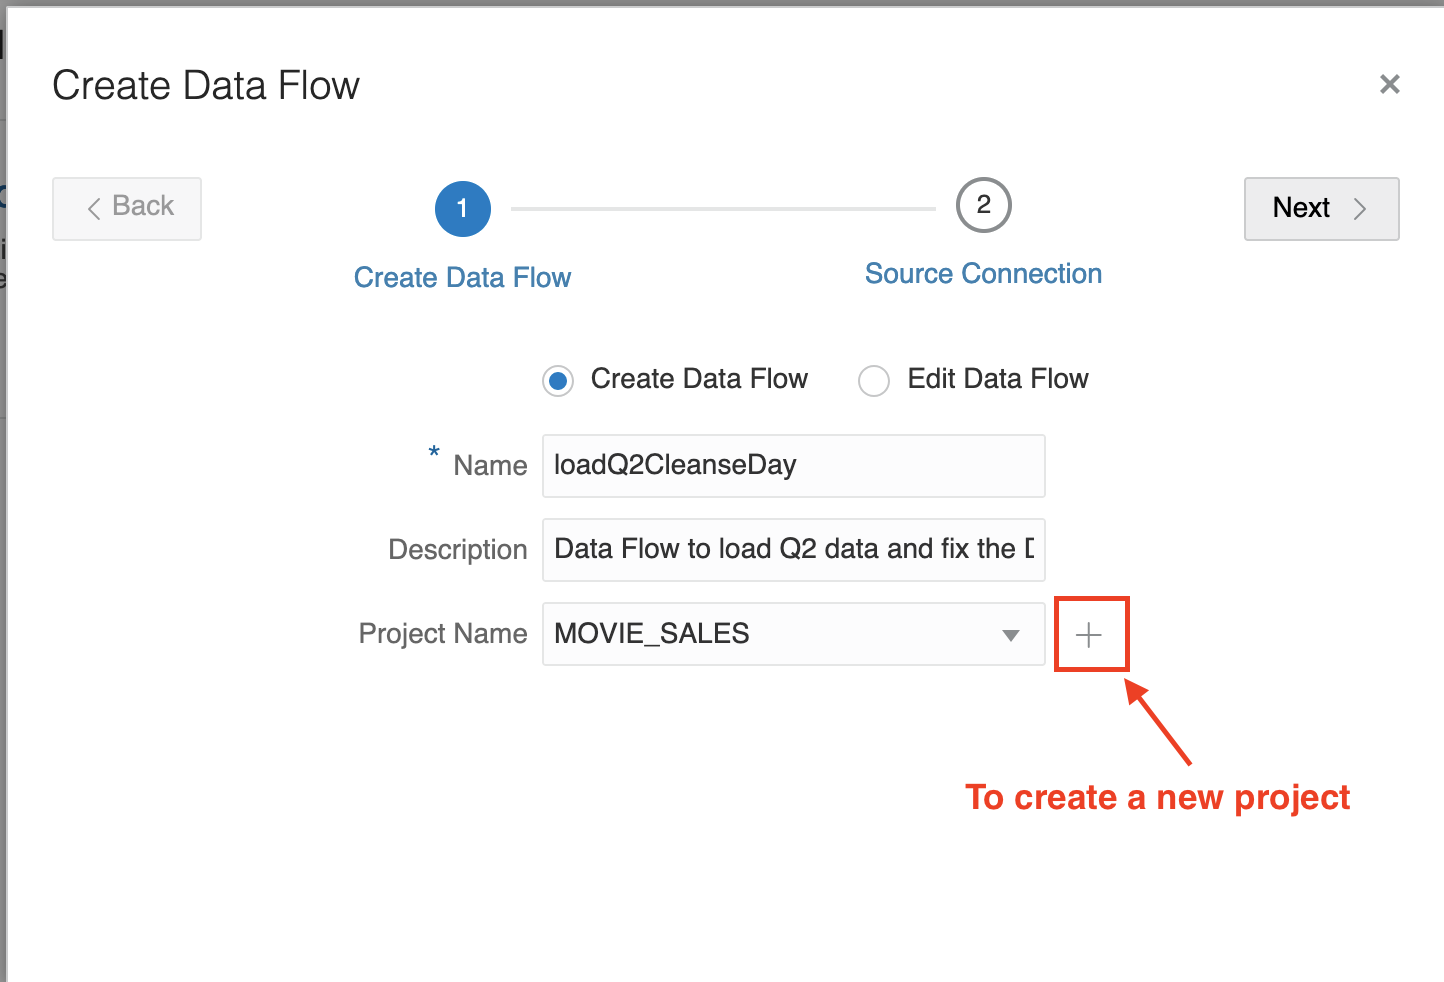 Create Data Flow
Back
1
2
Next
Create Data Flow
Source Connection
Create Data Flow
Edit Data Flow
* Name
loadQ2CleanseDay
Description
Data Flow to load Q2 data and fix the
Project Name
MOVIE_SALES
To create a new project